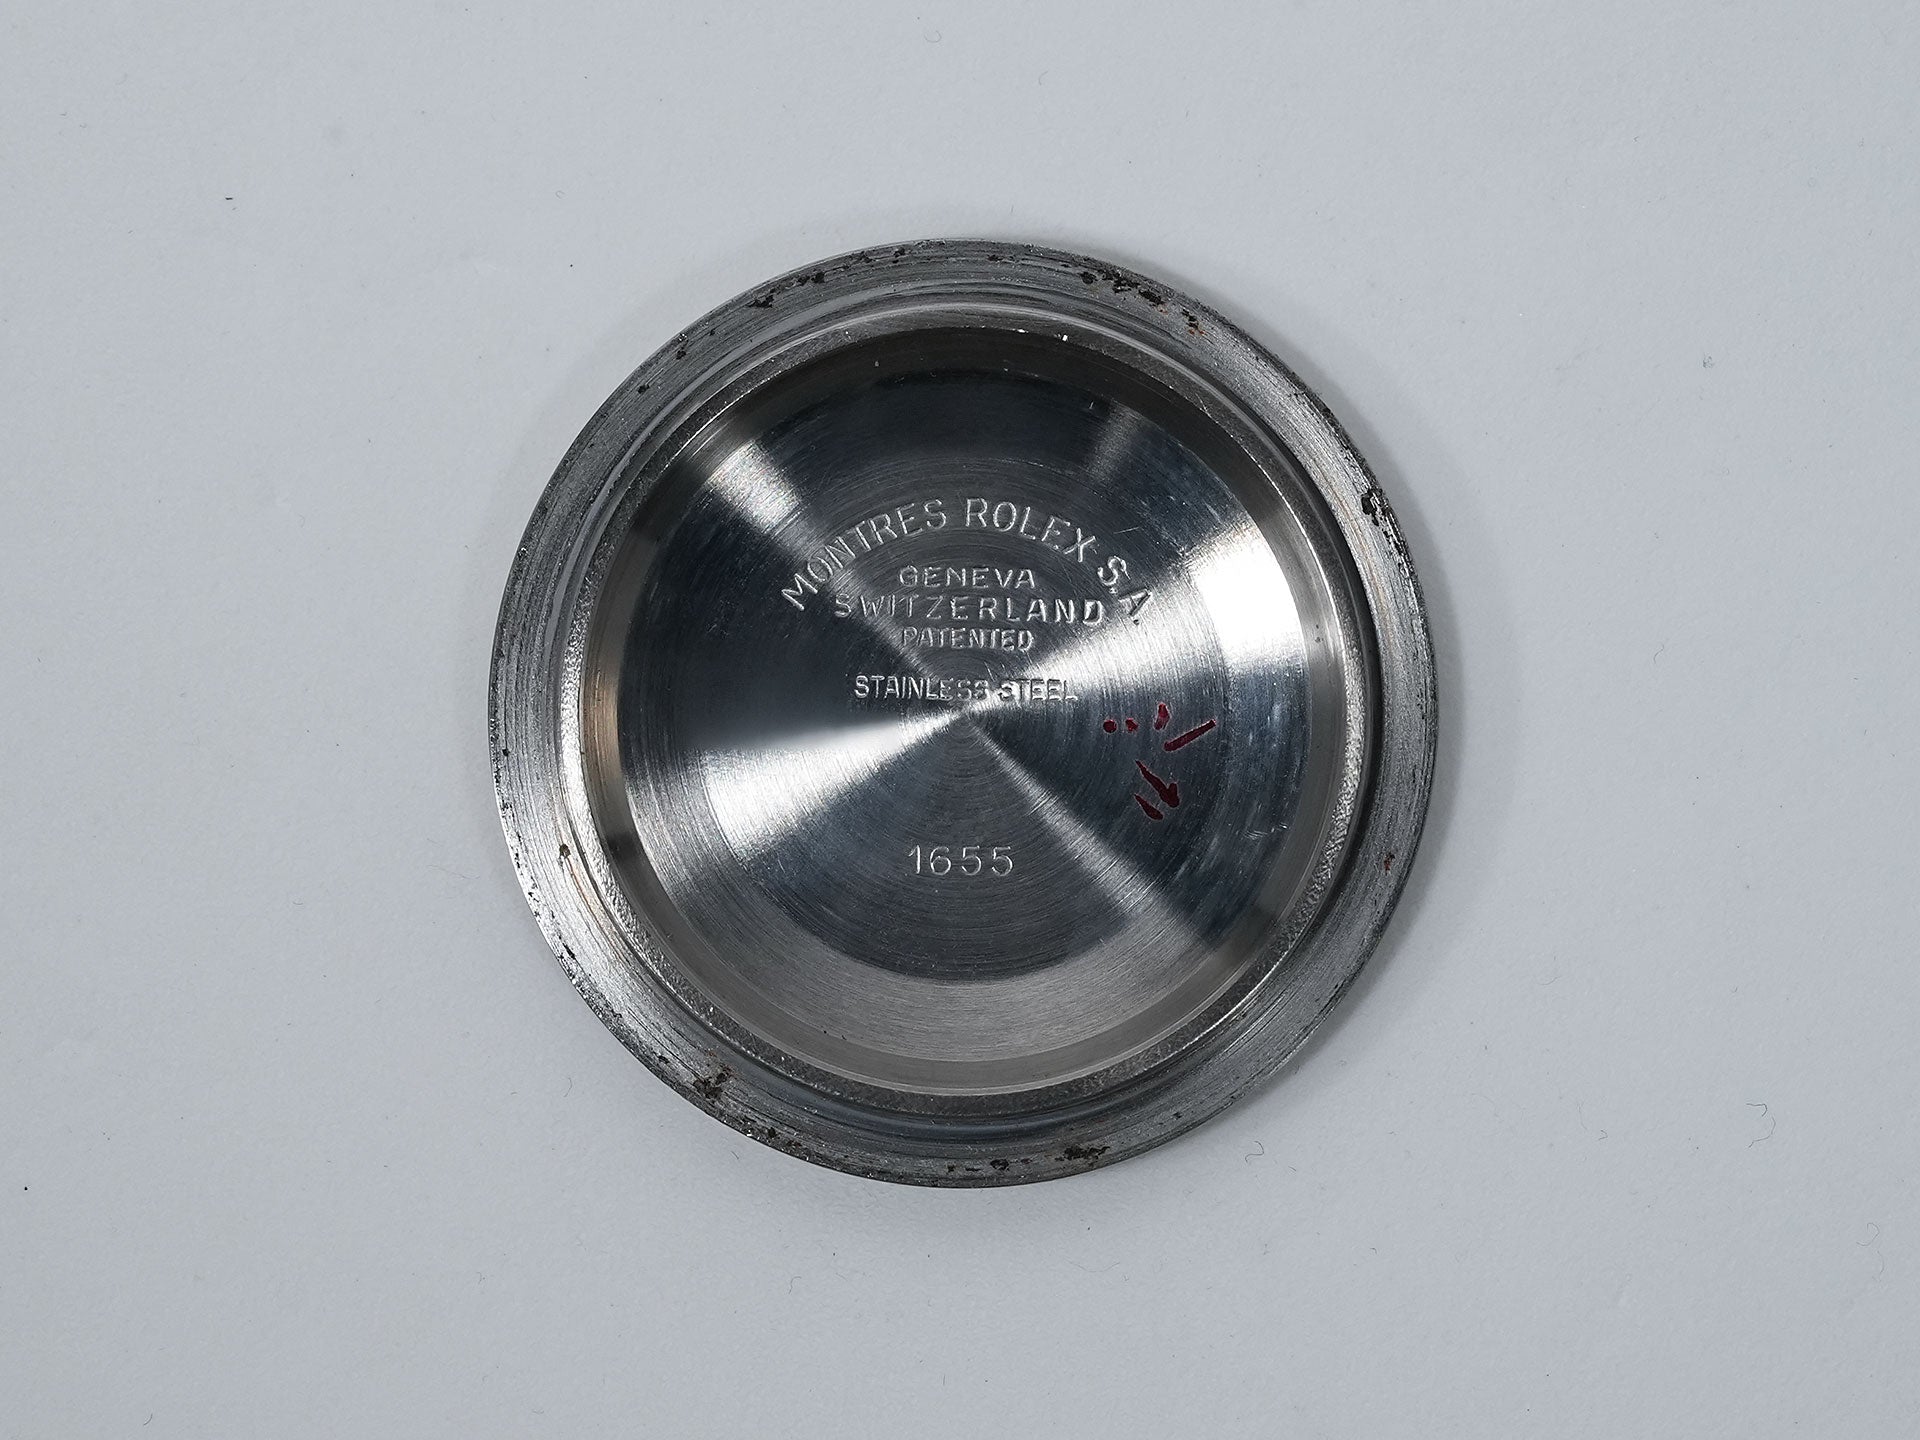 MONTRES ROLEX S.A.
GENEVA
SWITZERLAND
PATENTED
STAINLESS STEEL
1655